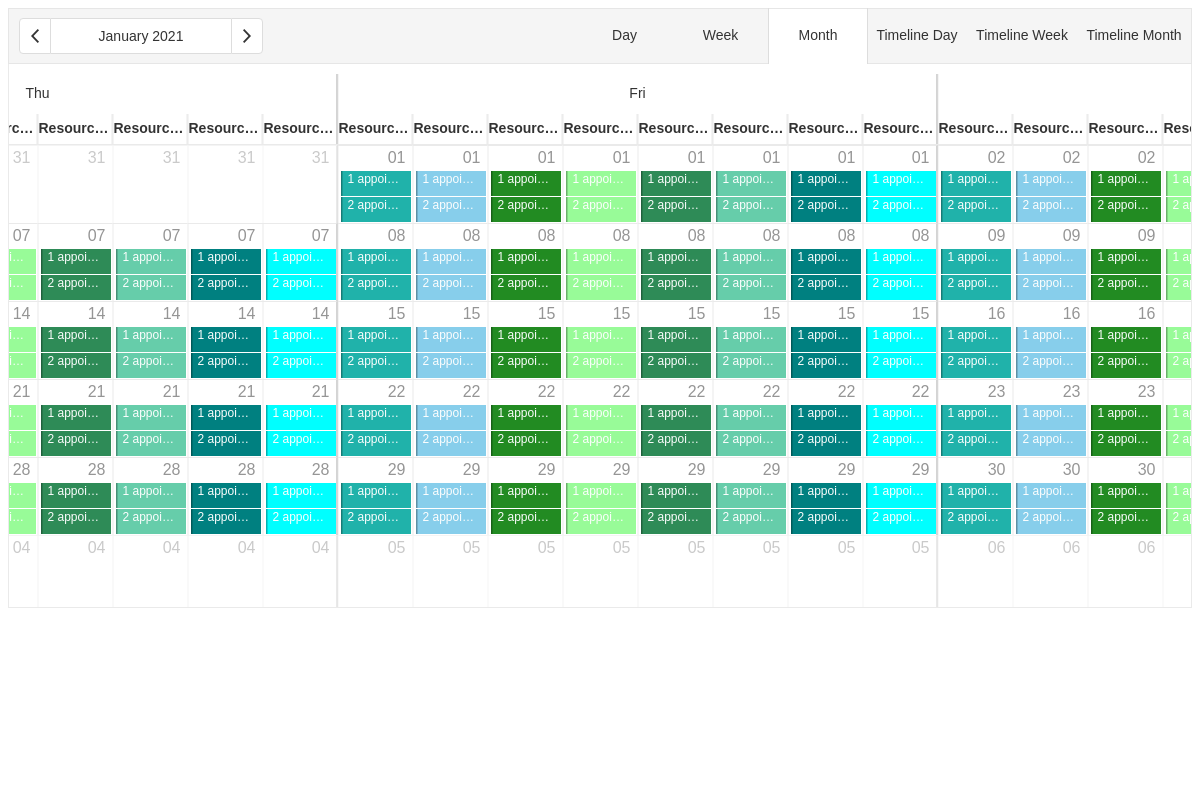 January 2021 Day Week Month Timeline Day Timeline Week Timeline Month
Thu Fri
rc... Resourc... Resourc... Resourc... Resourc... Resourc... Resourc... Resourc... Resourc... Resourc... Resourc... Resourc... Resourc... Resourc... Resourc... Resourc... Resc
31 31 31 31 31 01 01 01 01 01 01 01 01 02 02 02
1 appoi... 1 appoi... 1 appoi... 1 appoi... 1 appoi... 1 appoi... 1 appoi... 1 appoi... 1 appoi... 1 appoi... 1 appoi... 1 ap
2 appoi... 2 appoi... 2 appoi... 2 appoi... 2 appoi... 2 appoi... 2 appoi... 2 appoi... 2 appoi... 2 appoi... 2 appoi... 2 ap
07 07 07 07 07 08 08 08 08 08 08 08 08 09 09 09
i... 1 appoi... 1 appoi... 1 appoi... 1 appoi... 1 appoi... 1 appoi... 1 appoi... 1 appoi... 1 appoi... 1 appoi... 1 appoi... 1 appoi... 1 appoi... 1 appoi... 1 appoi... 1 ap
i... 2 appoi... 2 appoi... 2 appoi... 2 appoi... 2 appoi... 2 appoi... 2 appoi... 2 appoi... 2 appoi... 2 appoi... 2 appoi... 2 appoi... 2 appoi... 2 appoi... 2 appoi... 2 ap
14 14 14 14 14 15 15 15 15 15 15 15 15 16 16 16
i... 1 appoi... 1 appoi... 1 appoi... 1 appoi... 1 appoi... 1 appoi... 1 appoi... 1 appoi... 1 appoi... 1 appoi... 1 appoi... 1 appoi... 1 appoi... 1 appoi... 1 appoi... 1 ap
i... 2 appoi... 2 appoi... 2 appoi... 2 appoi... 2 appoi... 2 appoi... 2 appoi... 2 appoi... 2 appoi... 2 appoi... 2 appoi... 2 appoi... 2 appoi... 2 appoi... 2 appoi... 2 ap
21 21 21 21 21 22 22 22 22 22 22 22 22 23 23 23
i... 1 appoi... 1 appoi... 1 appoi... 1 appoi... 1 appoi... 1 appoi... 1 appoi... 1 appoi... 1 appoi... 1 appoi... 1 appoi... 1 appoi... 1 appoi... 1 appoi... 1 appoi... 1 ap
i... 2 appoi... 2 appoi... 2 appoi... 2 appoi... 2 appoi... 2 appoi... 2 appoi... 2 appoi... 2 appoi... 2 appoi... 2 appoi... 2 appoi... 2 appoi... 2 appoi... 2 appoi... 2 ap
28 28 28 28 28 29 29 29 29 29 29 29 29 30 30 30
i... 1 appoi... 1 appoi... 1 appoi... 1 appoi... 1 appoi... 1 appoi... 1 appoi... 1 appoi... 1 appoi... 1 appoi... 1 appoi... 1 appoi... 1 appoi... 1 appoi... 1 appoi... 1 ap
i... 2 appoi... 2 appoi... 2 appoi... 2 appoi... 2 appoi... 2 appoi... 2 appoi... 2 appoi... 2 appoi... 2 appoi... 2 appoi... 2 appoi... 2 appoi... 2 appoi... 2 appoi... 2 ap
04 04 04 04 04 05 05 05 05 05 05 05 05 06 06 06